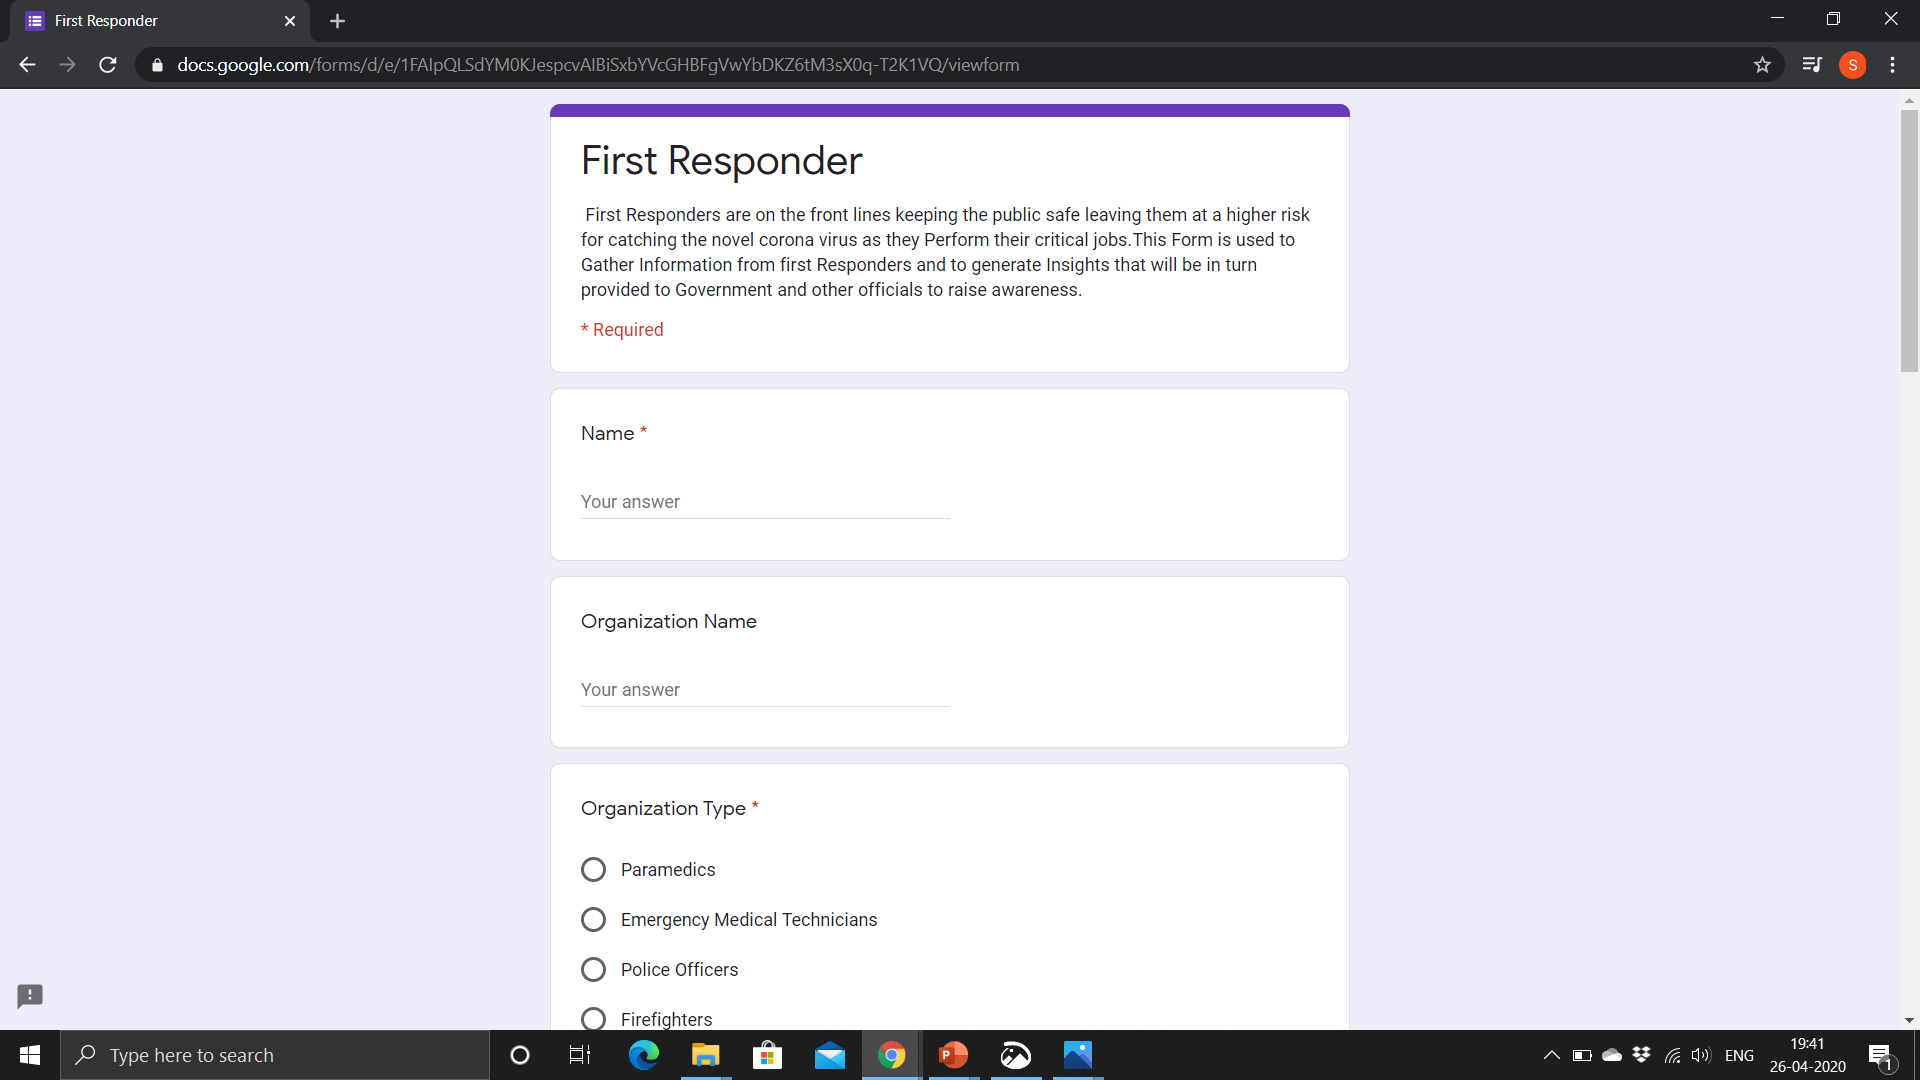 First Responder
docs.google.com/forms/d/e/1FAIpQLSdYM0KJespcvAIBiSxbYVcGHBFgVwYbDKZ6tM3sX0q-T2K1VQ/viewform
S
First Responder
First Responders are on the front lines keeping the public safe leaving them at a higher risk
for catching the novel corona virus as they Perform their critical jobs.This Form is used to
Gather Information from first Responders and to generate Insights that will be in turn
provided to Government and other officials to raise awareness.
* Required
Name *
Your answer
Organization Name
Your answer
Organization Type *
Paramedics
Emergency Medical Technicians
Police Officers
Firefighters
Type here to search
P
ENG
19:41
26-04-2020
1